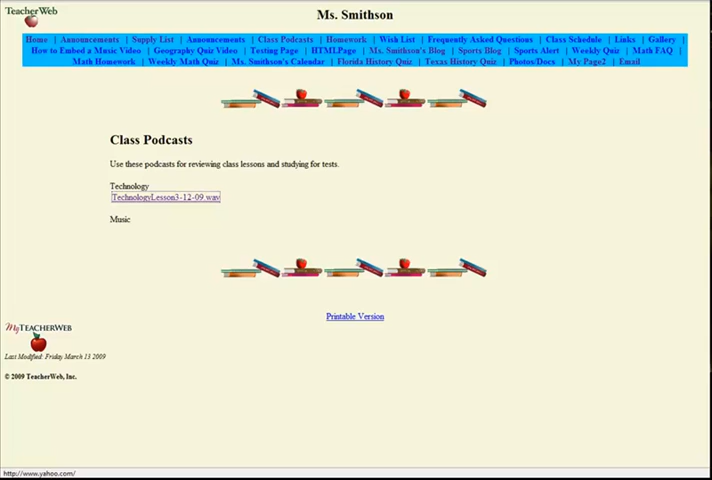 TeacherWeb
Ms. Smithson
Home | Announcements | Supply List | Announcements | Class Podcasts | Homework | Wish List | Frequently Asked Questions | Class Schedule | Links | Gallery |
How to Embed a Music Video | Geography Quiz Video | Testing Page | HTMLPage | Ms. Smithson's Blog | Sports Blog | Sports Alert | Weekly Quiz | Math FAQ |
Math Homework | Weekly Math Quiz | Ms. Smithson's Calendar | Florida History Quiz | Texas History Quiz | Photos/Docs | My Page2 | Email
Class Podcasts
Use these podcasts for reviewing class lessons and studying for tests.
Technology
TechnologyLesson3-12-09.wav
Music
Printable Version
My TEACHERWEB
Last Modified: Friday March 13 2009
© 2009 TeacherWeb, Inc.
http://www.yahoo.com/